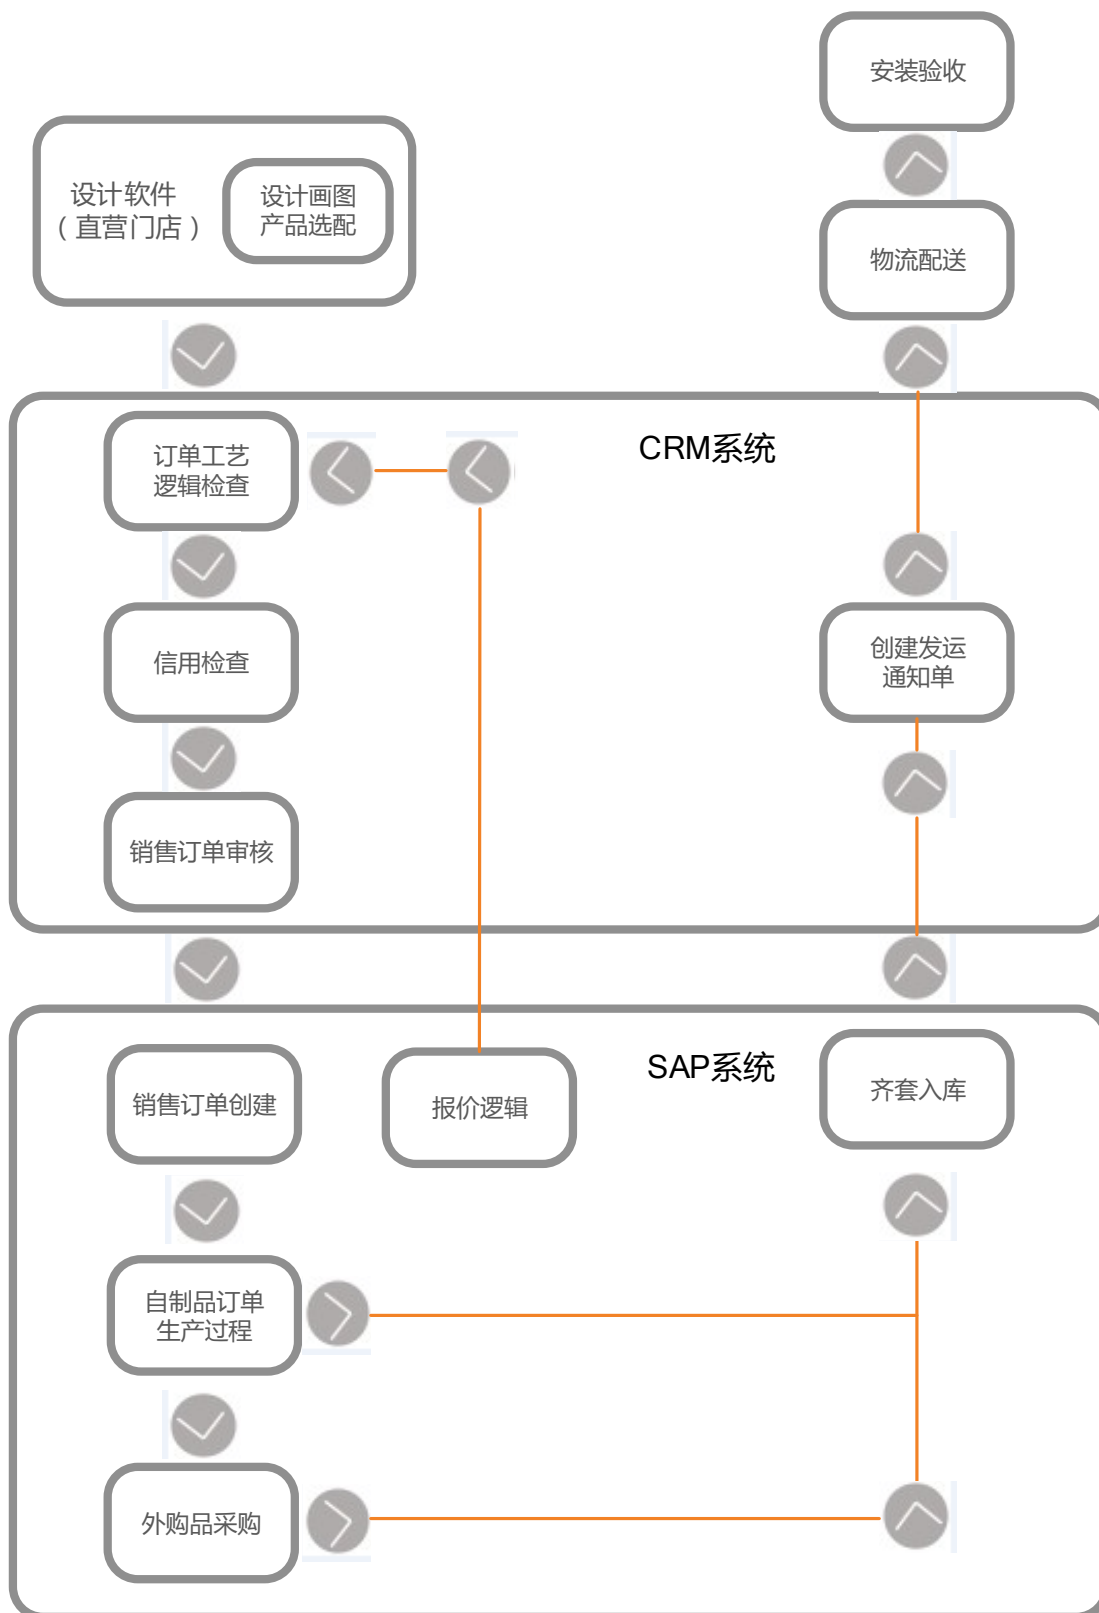 安装验收
设计软件
（直营门店）
设计画图
产品选配
物流配送
CRM系统
订单工艺
逻辑检查
信用检查
创建发运
通知单
销售订单审核
SAP系统
销售订单创建
报价逻辑
齐套入库
自制品订单
生产过程
外购品采购